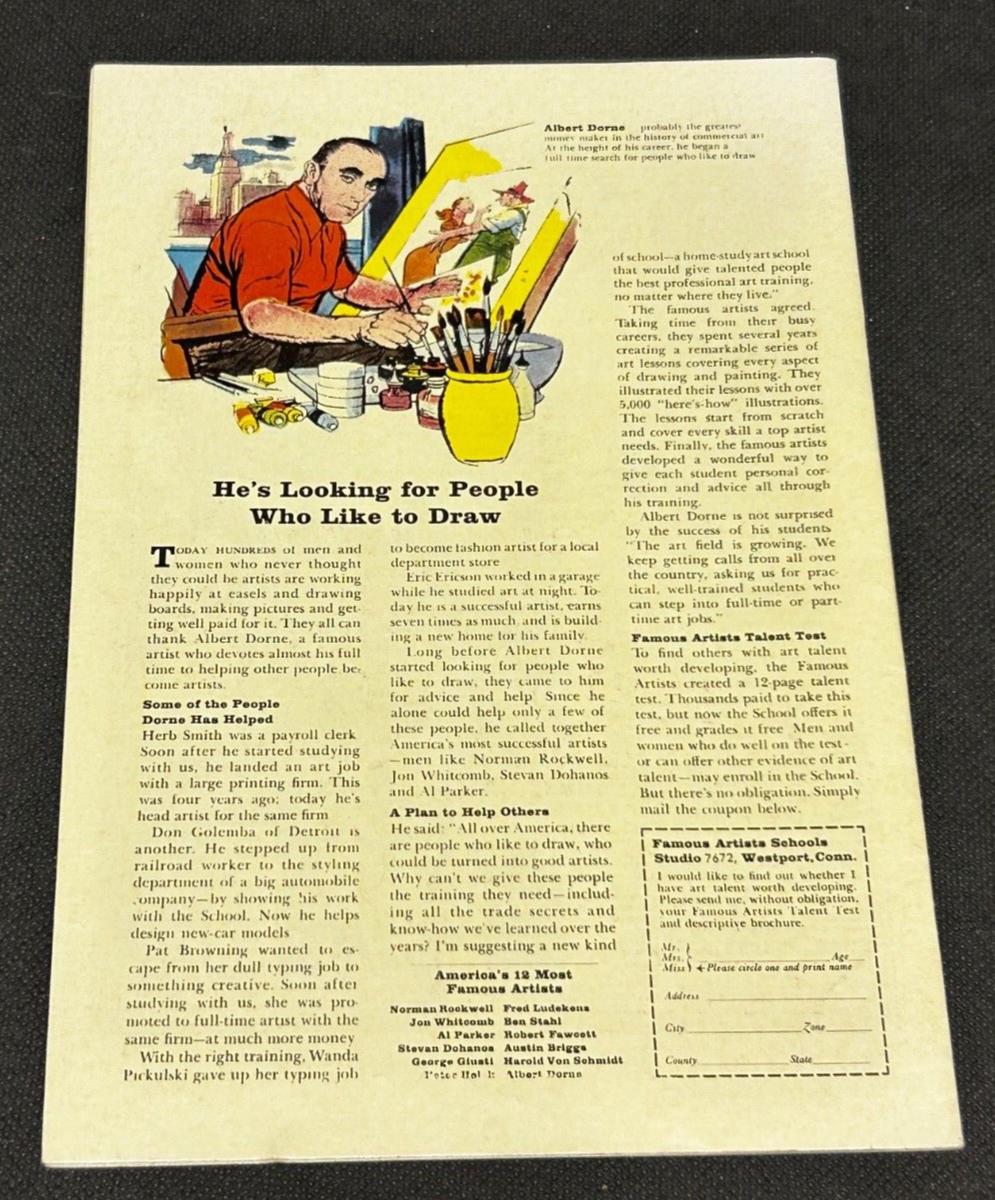 Albert Dorne probably the greatest
money maker in the history of commercial art
At the height of his career, he began a
full time search for people who like to draw
He's Looking for People
Who Like to Draw
TODAY HUNDREDS of men and
women who never thought
they could be artists are working
happily at easels and drawing
boards, making pictures and get-
ting well paid for it. They all can
thank Albert Dorne, a famous
artist who devotes almost his full
time to helping other people be-
come artists.
Some of the People
Dorne Has Helped
Herb Smith was a payroll clerk
Soon after he started studying
with us, he landed an art job
with a large printing firm. This
was four years ago; today he's
head artist for the same firm
Don Golemba of Detroit is
another. He stepped up from
railroad worker to the styling
department of a big automobile
company—by showing his work
with the School. Now he helps
design new-car models
Pat Browning wanted to es-
cape from her dull typing job to
something creative. Soon after
studying with us, she was pro-
moted to full-time artist with the
same firm—at much more money
With the right training, Wanda
Pickulski gave up her typing job
to become fashion artist for a local
department store
Eric Ericson worked in a garage
while he studied art at night. To-
day he is a successful artist, earns
seven times as much and is build-
ing a new home for his family.
Long before Albert Dorne
started looking for people who
like to draw, they came to him
for advice and help Since he
alone could help only a few of
these people, he called together
America's most successful artists
—men like Norman Rockwell,
Jon Whitcomb, Stevan Dohanos
and Al Parker.
A Plan to Help Others
He said: "All over America, there
are people who like to draw, who
could be turned into good artists.
Why can't we give these people
the training they need—includ-
ing all the trade secrets and
know-how we've learned over the
years? I'm suggesting a new kind
America's 12 Most
Famous Artists
Norman Rockwell Fred Ludekens
Jon Whitcomb Ben Stahl
Al Parker Robert Fawcett
Stevan Dohanos Austin Briggs
George Giusti Harold Von Schmidt
Peter Helck Albert Dorne
of school—a home-study art school
that would give talented people
the best professional art training,
no matter where they live."
The famous artists agreed.
Taking time from their busy
careers, they spent several years
creating a remarkable series of
art lessons covering every aspect
of drawing and painting. They
illustrated their lessons with over
5,000 "here's-how" illustrations.
The lessons start from scratch
and cover every skill a top artist
needs. Finally, the famous artists
developed a wonderful way to
give each student personal cor-
rection and advice all through
his training.
Albert Dorne is not surprised
by the success of his students
"The art field is growing. We
keep getting calls from all over
the country, asking us for prac-
tical, well-trained students who
can step into full-time or part-
time art jobs."
Famous Artists Talent Test
To find others with art talent
worth developing, the Famous
Artists created a 12-page talent
test. Thousands paid to take this
test, but now the School offers it
free and grades it free Men and
women who do well on the test-
or can offer other evidence of art
talent—may enroll in the School.
But there's no obligation. Simply
mail the coupon below.
Famous Artists Schools
Studio 7672, Westport, Conn.
I would like to find out whether I
have art talent worth developing.
Please send me, without obligation,
your Famous Artists Talent Test
and descriptive brochure.
Mr.
Mrs. Age
Miss Please circle one and print name
Address
City Zone
County State